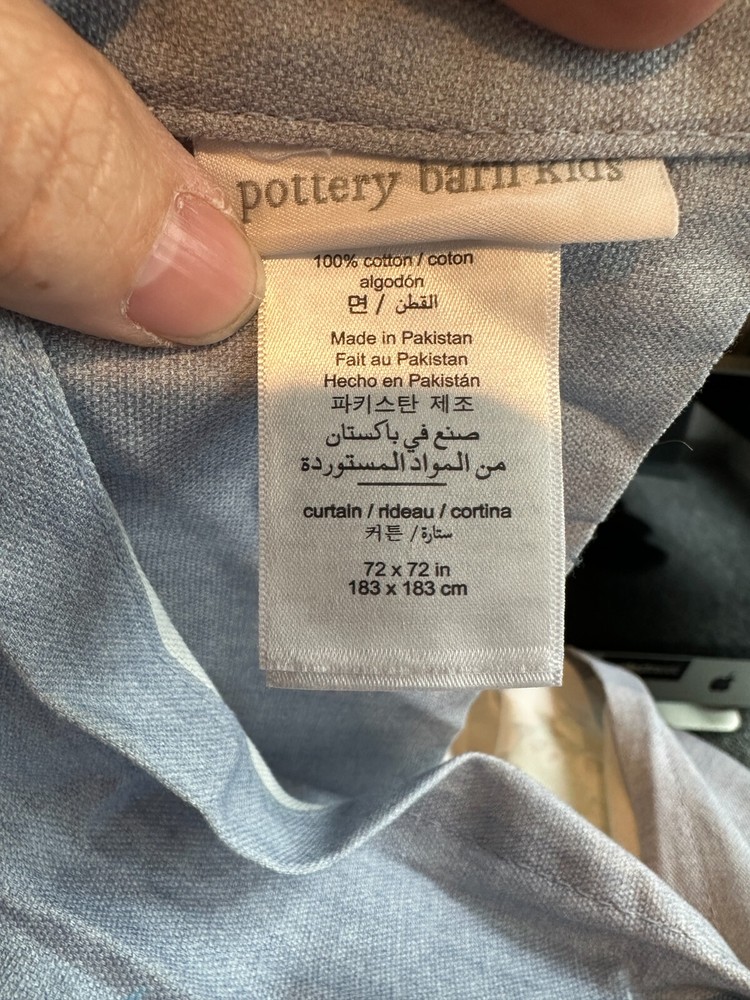 pottery barn kids
100% cotton / coton
algodón
면 / القطن
Made in Pakistan
Fait au Pakistan
Hecho en Pakistán
파키스탄 제조
صنع في باكستان
من المواد المستوردة
curtain / rideau / cortina
커튼 / ستارة
72 x 72 in
183 x 183 cm